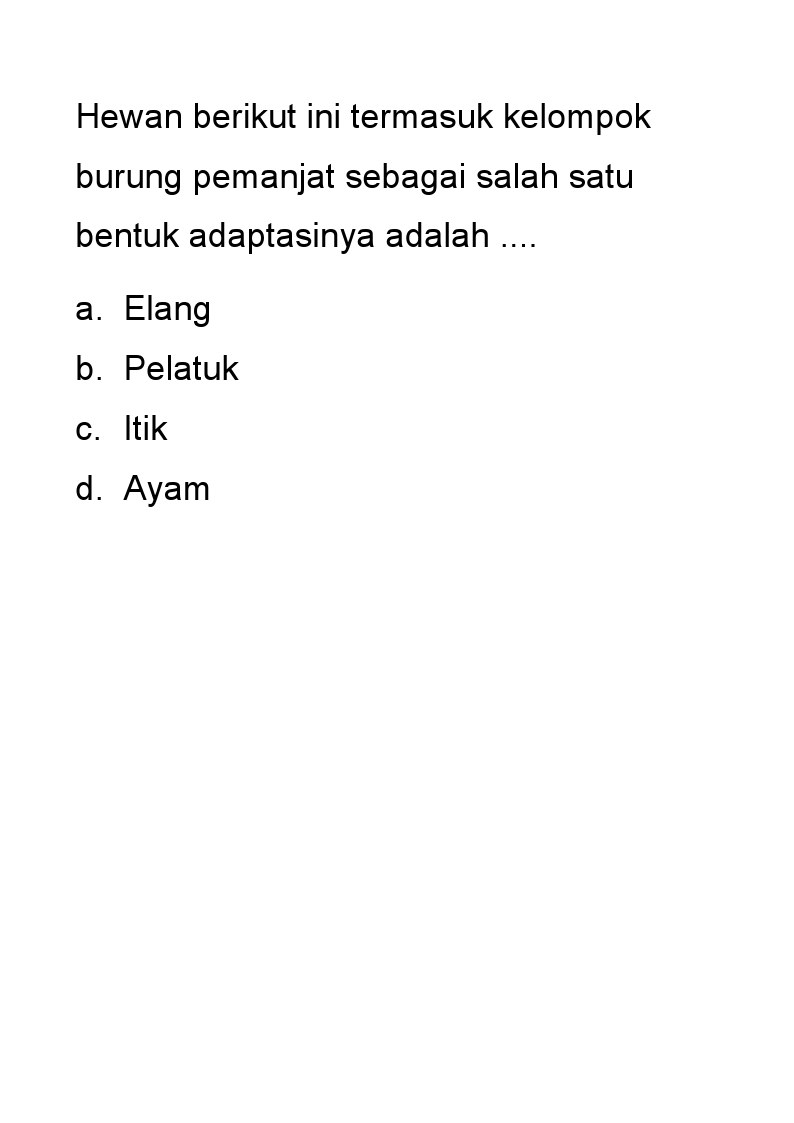 Hewan berikut ini termasuk kelompok
burung pemanjat sebagai salah satu
bentuk adaptasinya adalah ....
a. Elang
b. Pelatuk
c. Itik
d. Ayam